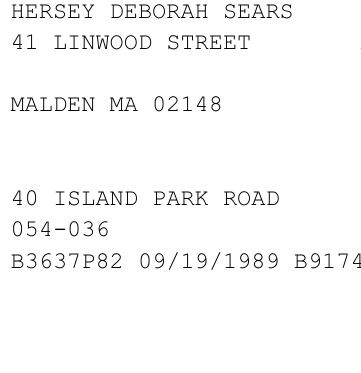 HERSEY DEBORAH SEARS
41 LINWOOD STREET
MALDEN MA 02148
40 ISLAND PARK ROAD
054-036
B3637P82 09/19/1989 B9174